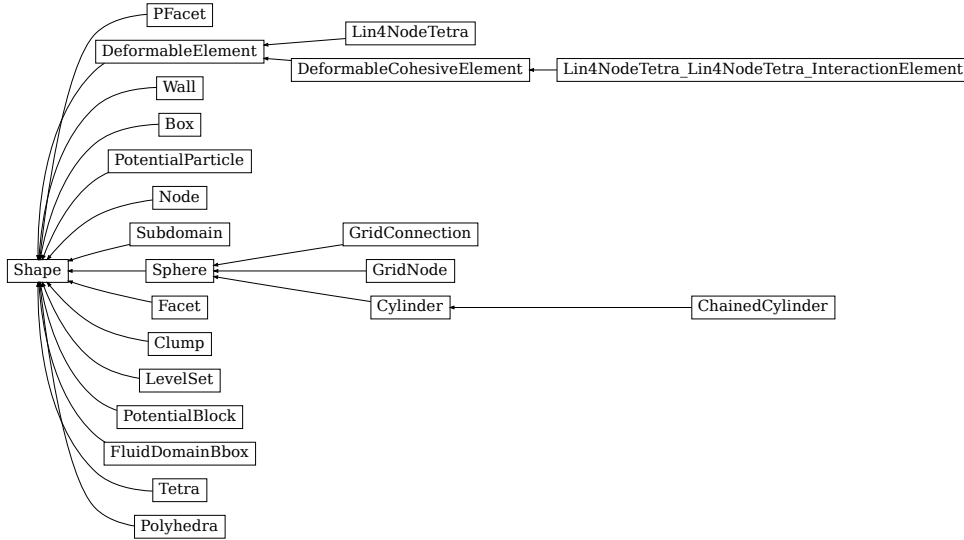 PFacet
Lin4NodeTetra
DeformableElement
DeformableCohesiveElement
Lin4NodeTetra_Lin4NodeTetra_InteractionElement
Wall
Box
PotentialParticle
Node
Subdomain
GridConnection
Shape
Sphere
GridNode
Facet
Cylinder
ChainedCylinder
Clump
LevelSet
PotentialBlock
FluidDomainBbox
Tetra
Polyhedra